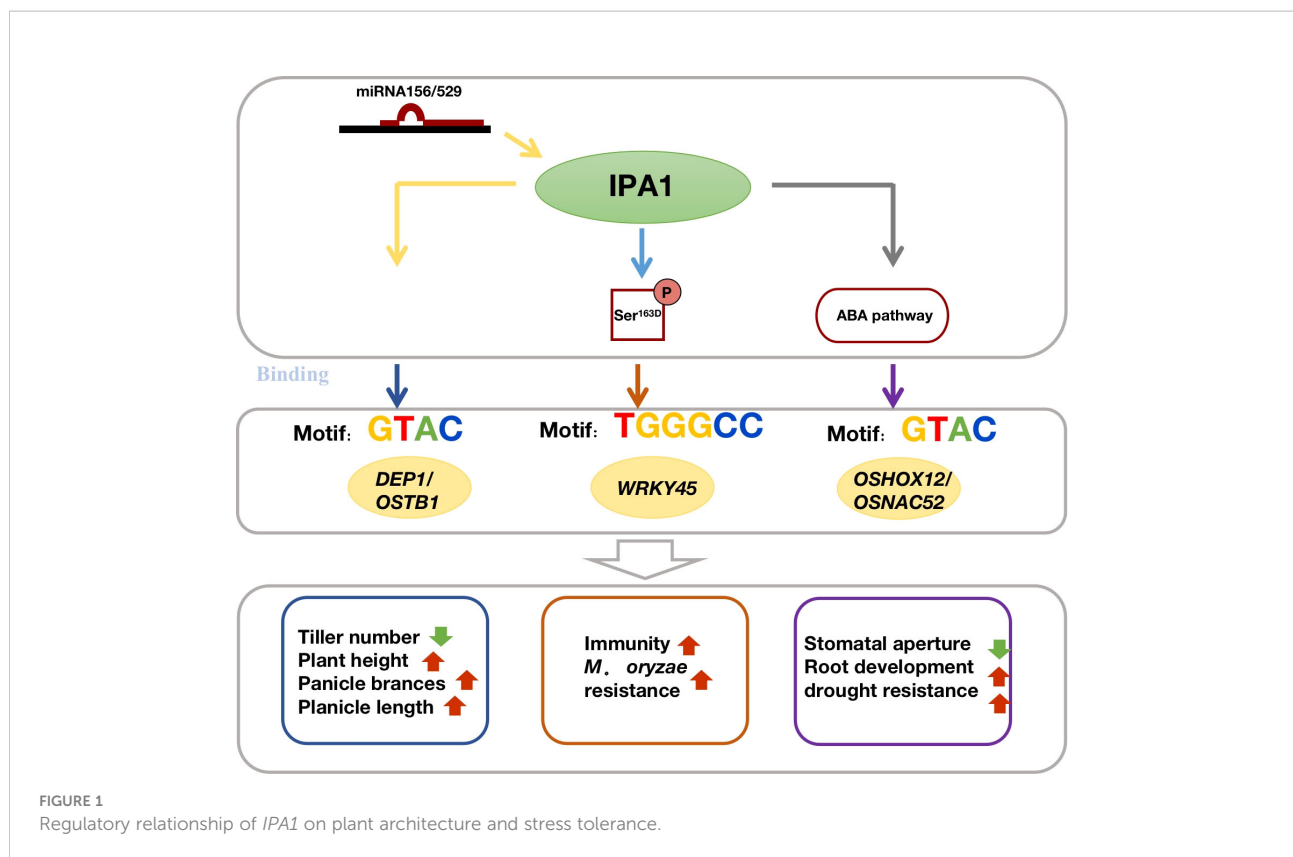 miRNA156/529
IPA1
P
Ser163D
ABA pathway
Binding
Motif: GTAC
Motif: TGGGCC
Motif: GTAC
DEP1/
OSTB1
WRKY45
OSHOX12/
OSNAC52
Tiller number
Plant height
Panicle brances
Planicle length
Immunity
M. oryzae
resistance
Stomatal aperture
Root development
drought resistance
FIGURE 1
Regulatory relationship of IPA1 on plant architecture and stress tolerance.